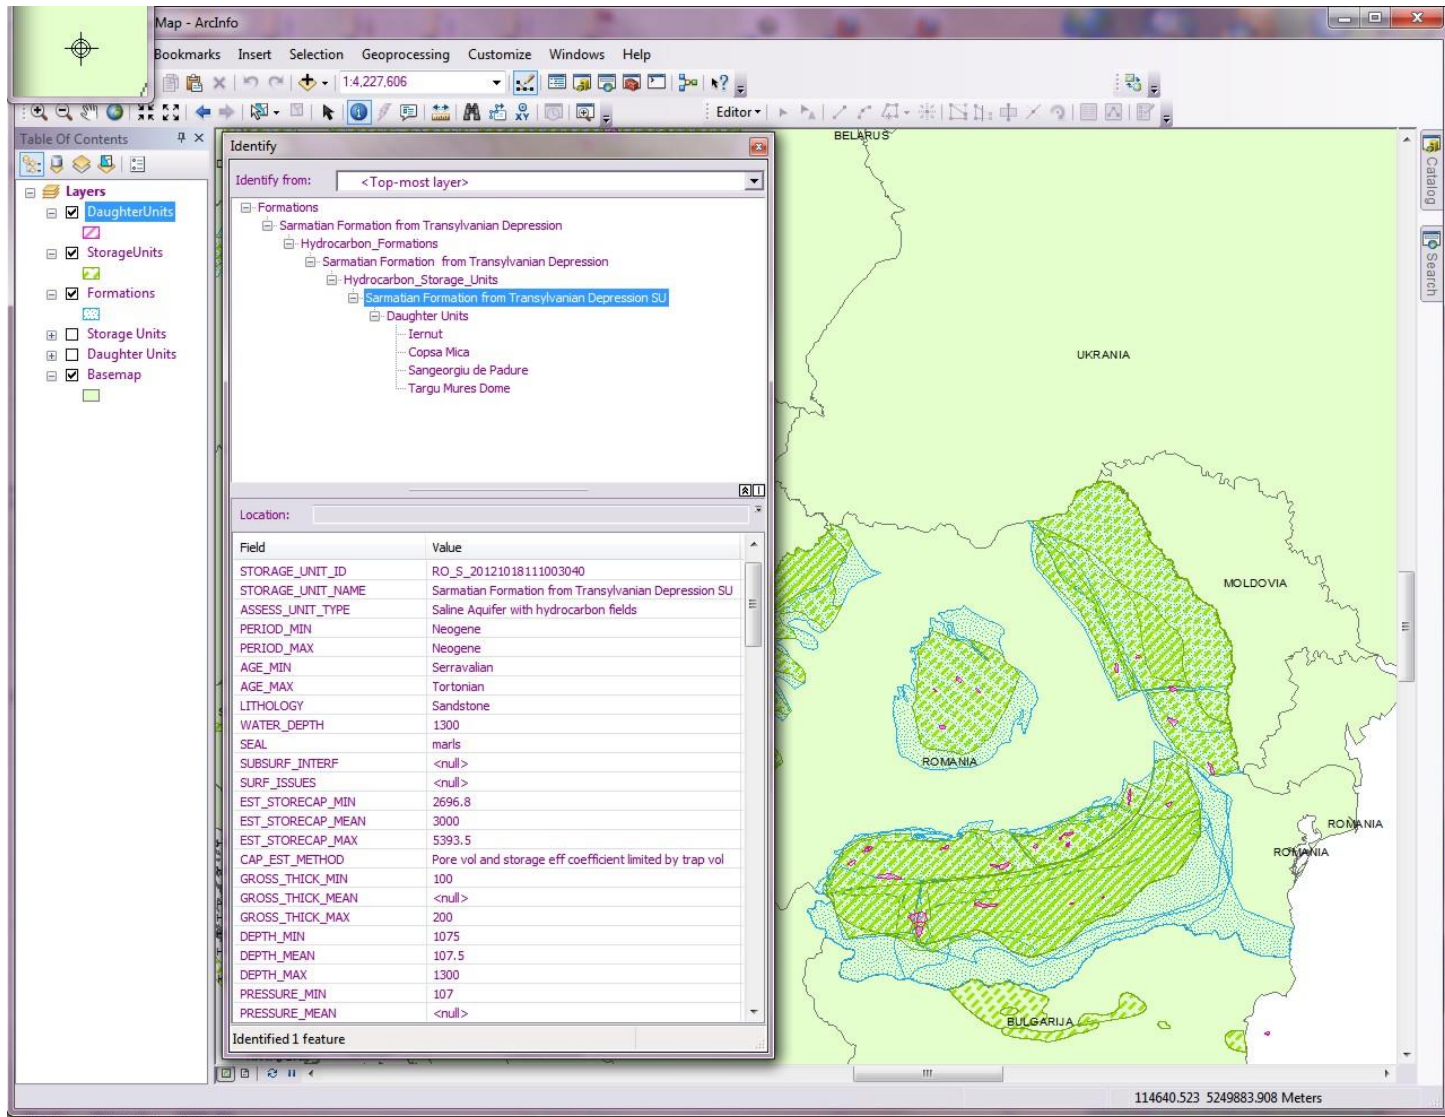 Map - ArcInfo
Bookmarks Insert Selection Geoprocessing Customize Windows Help
1:4,227,606
Editor
Table Of Contents
Layers
DaughterUnits
StorageUnits
Formations
Storage Units
Daughter Units
Basemap
Identify
Identify from: <Top-most layer>
Formations
Sarmatian Formation from Transylvanian Depression
Hydrocarbon_Formations
Sarmatian Formation from Transylvanian Depression
Hydrocarbon_Storage_Units
Sarmatian Formation from Transylvanian Depression SU
Daughter Units
Iernut
Copsa Mica
Sangeorgiu de Padure
Targu Mures Dome
Location:
Field Value
STORAGE_UNIT_ID RO_S_20121018111003040
STORAGE_UNIT_NAME Sarmatian Formation from Transylvanian Depression SU
ASSESS_UNIT_TYPE Saline Aquifer with hydrocarbon fields
PERIOD_MIN Neogene
PERIOD_MAX Neogene
AGE_MIN Serravalian
AGE_MAX Tortonian
LITHOLOGY Sandstone
WATER_DEPTH 1300
SEAL marls
SUBSURF_INTERF <null>
SURF_ISSUES <null>
EST_STORECAP_MIN 2696.8
EST_STORECAP_MEAN 3000
EST_STORECAP_MAX 5393.5
CAP_EST_METHOD Pore vol and storage eff coefficient limited by trap vol
GROSS_THICK_MIN 100
GROSS_THICK_MEAN <null>
GROSS_THICK_MAX 200
DEPTH_MIN 1075
DEPTH_MEAN 107.5
DEPTH_MAX 1300
PRESSURE_MIN 107
PRESSURE_MEAN <null>
Identified 1 feature
BELARUS
UKRANIA
MOLDOVIA
ROMANIA
ROMANIA
ROMANIA
BULGARIJA
Catalog
Search
114640.523 5249883.908 Meters